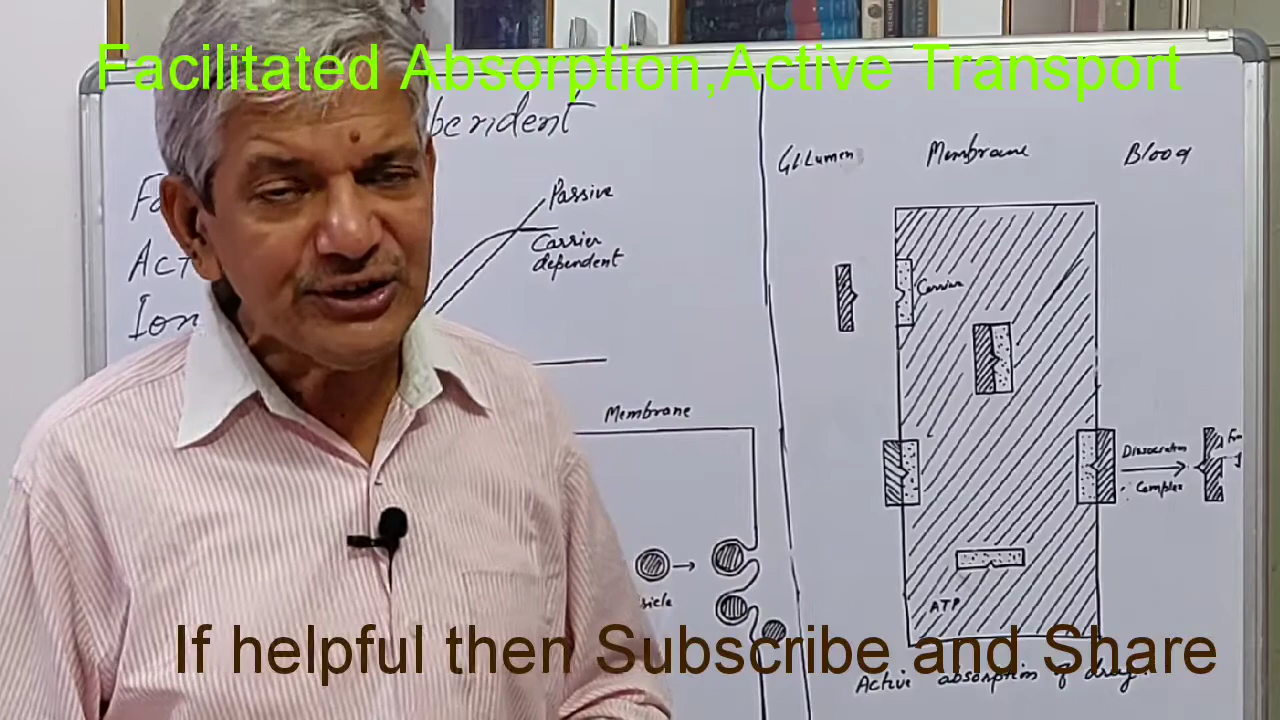 Facilitated Absorption,Active Transport
Passive
Carrier
dependent
Membrane
GI Lumen
Membrane
Blood
Carrier
Dissociation
Complex
ATP
If helpful then Subscribe and Share
Active absorption of drug